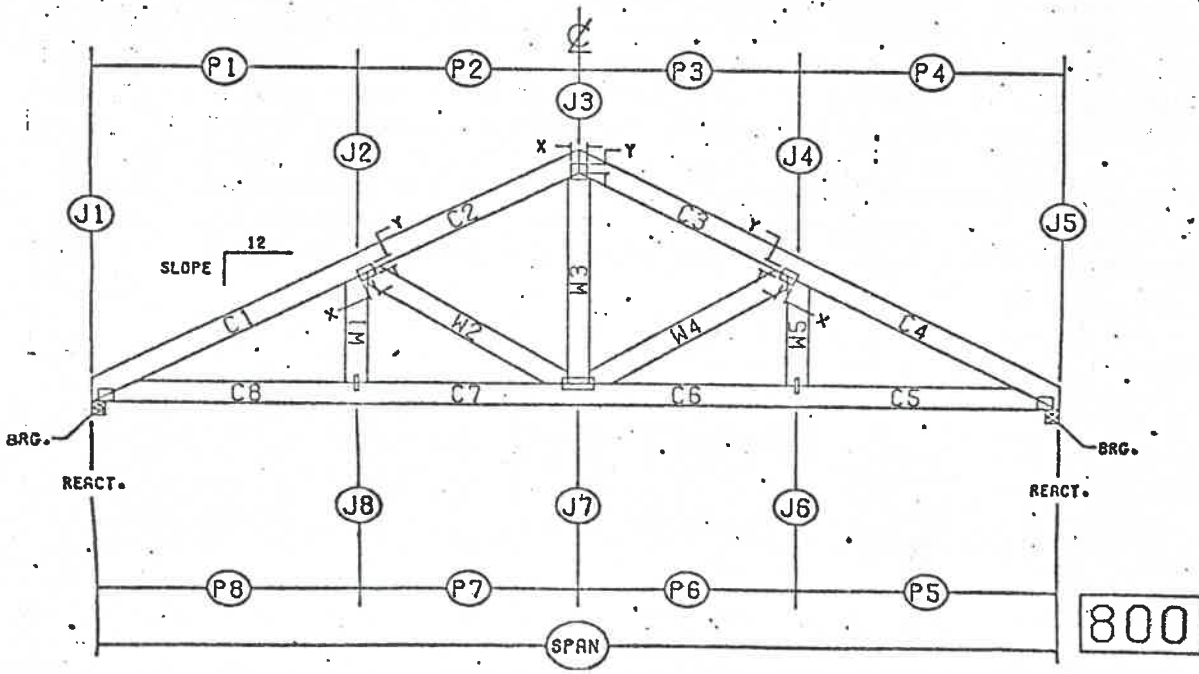 ℄
P1 P2 P3 P4
J3
J2 J4
X Y
J1 J5
C2 C3
Y Y
12
SLOPE
W3
C1 C4
X X
W1 W2 W4 W5
C8 C7 C6 C5
BRG. BRG.
REACT. REACT.
J8 J7 J6
P8 P7 P6 P5
SPAN
800